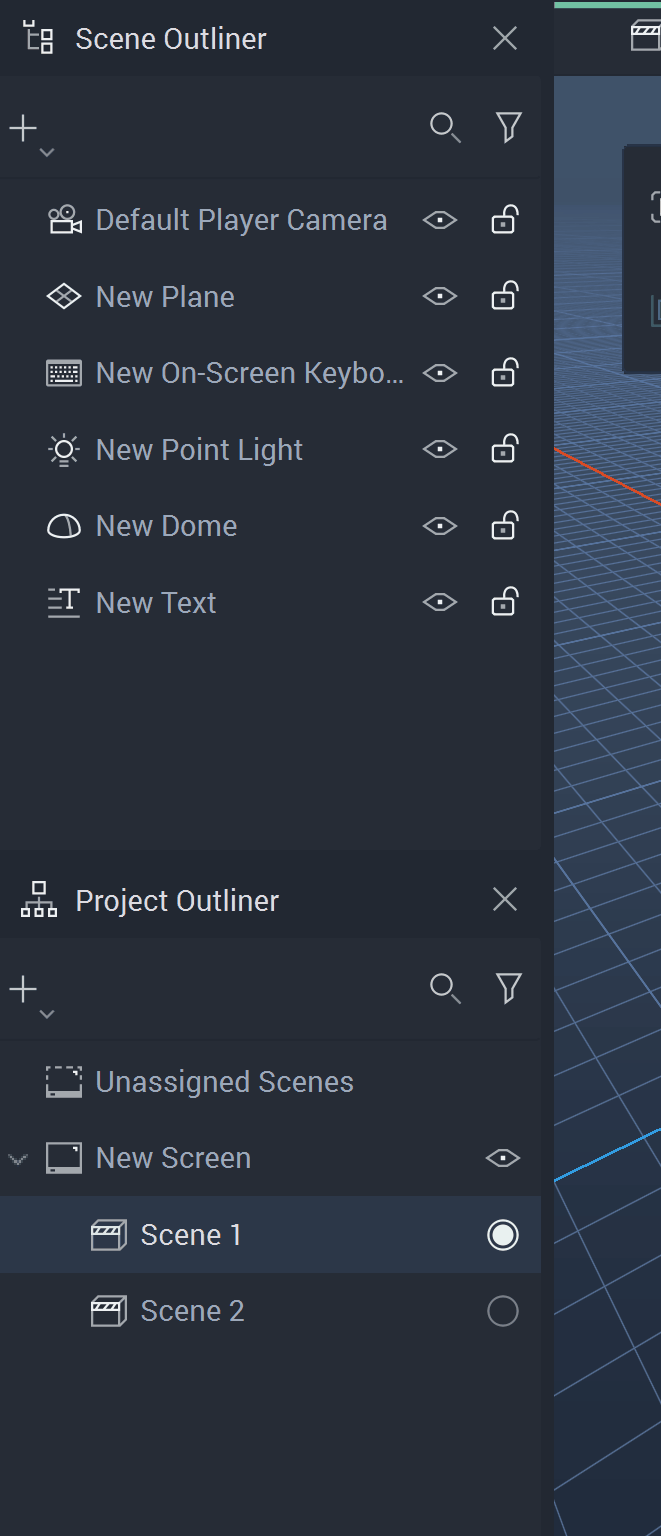 Scene Outliner
Default Player Camera
New Plane
New On-Screen Keybo...
New Point Light
New Dome
New Text
Project Outliner
Unassigned Scenes
New Screen
Scene 1
Scene 2